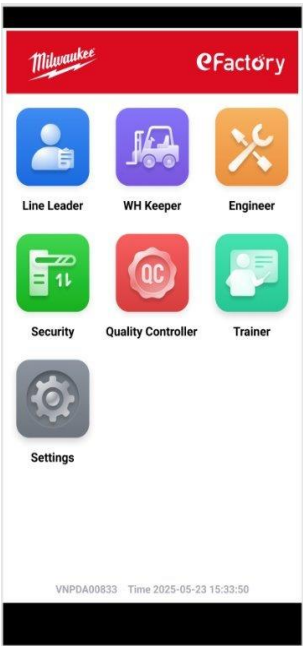 Milwaukee eFactory
Line Leader WH Keeper Engineer
QC
Security Quality Controller Trainer
Settings
VNPDA00833 Time 2025-05-23 15:33:50